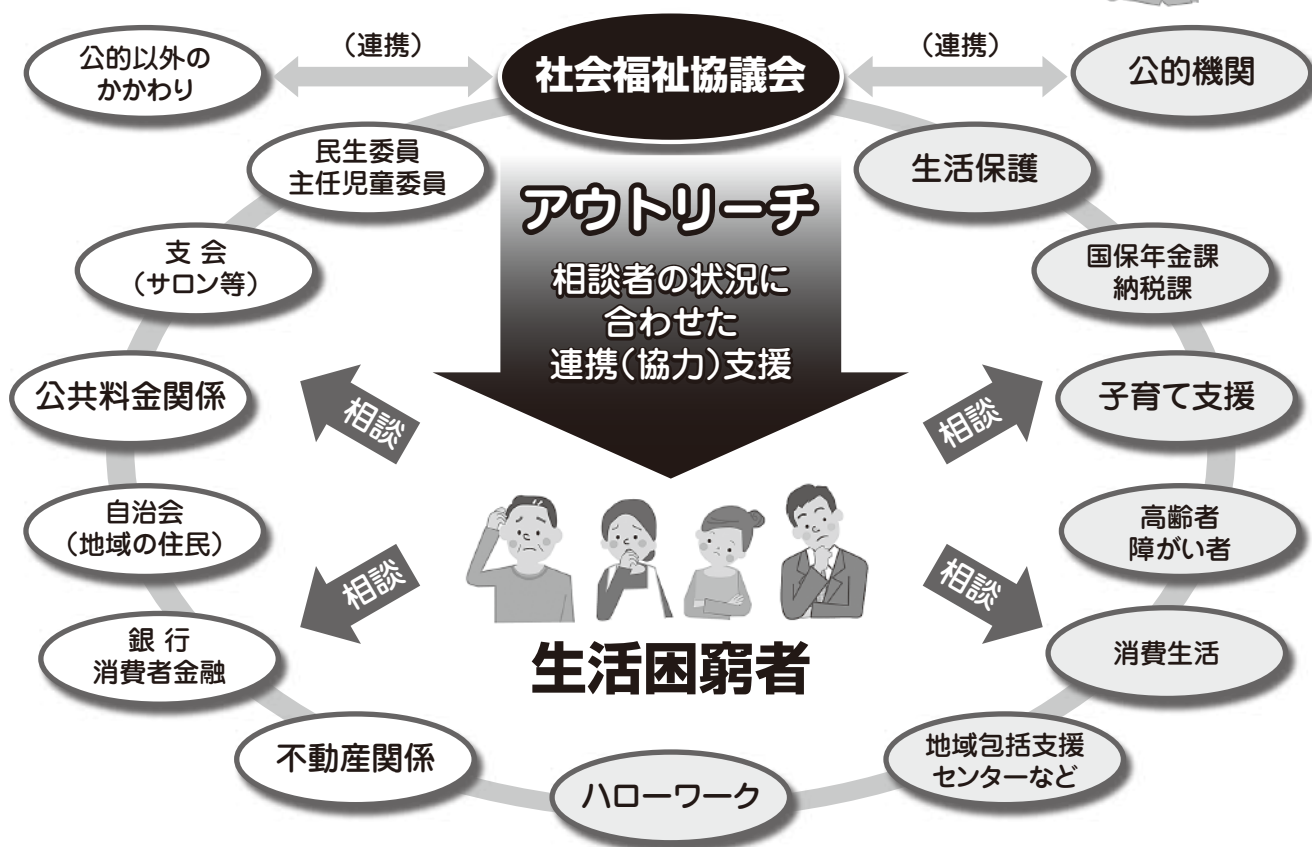 （連携）
社会福祉協議会
（連携）
公的以外の
かかわり
公的機関
民生委員
主任児童委員
生活保護
アウトリーチ
相談者の状況に
合わせた
連携（協力）支援
支 会
（サロン等）
国保年金課
納税課
公共料金関係
相談
相談
子育て支援
自治会
（地域の住民）
高齢者
障がい者
相談
相談
銀 行
消費者金融
生活困窮者
消費生活
不動産関係
ハローワーク
地域包括支援
センターなど